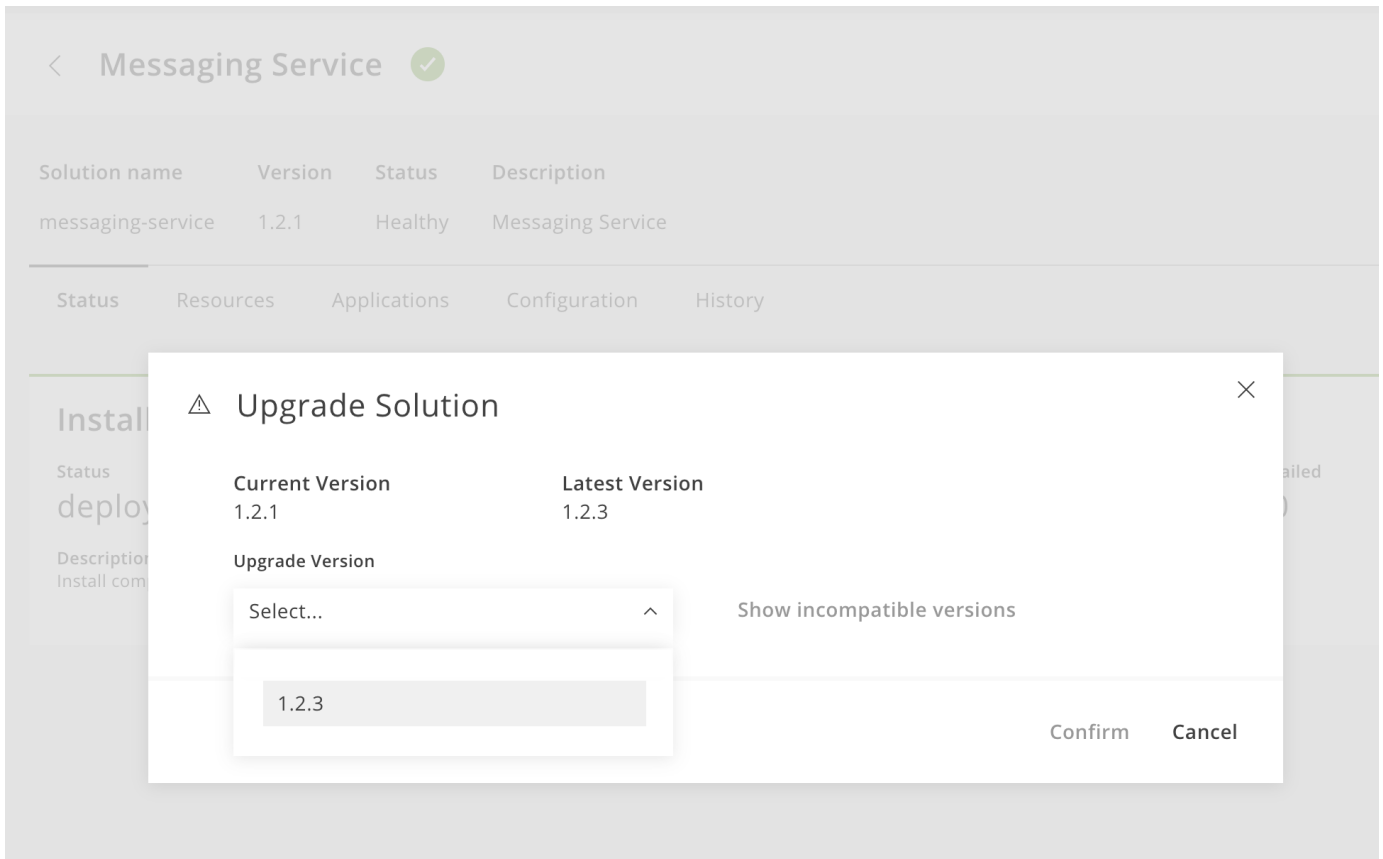 Messaging Service
Solution name Version Status Description
messaging-service 1.2.1 Healthy Messaging Service
Status Resources Applications Configuration History
Upgrade Solution
Install
Current Version Latest Version
Status
1.2.1 1.2.3
deploy
Upgrade Version
Description
Install com
Select... Show incompatible versions
1.2.3
Confirm Cancel